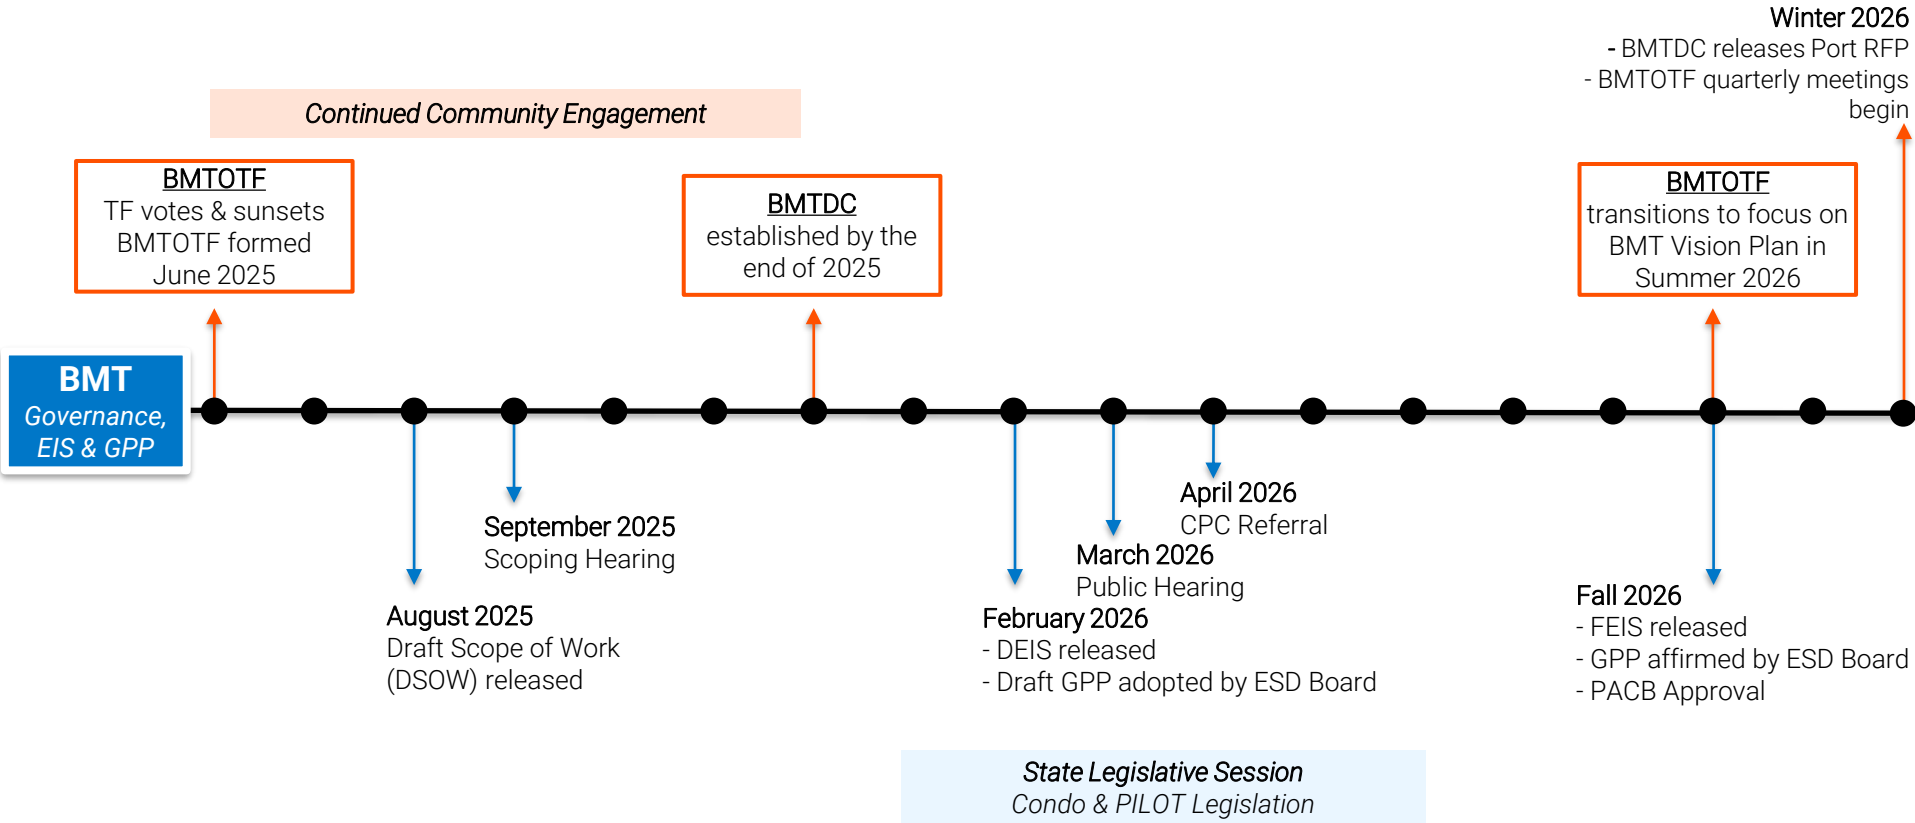 Winter 2026
- BMTDC releases Port RFP
- BMTOTF quarterly meetings
begin
Continued Community Engagement
BMTOTF
TF votes & sunsets
BMTOTF formed
June 2025
BMTDC
established by the
end of 2025
BMTOTF
transitions to focus on
BMT Vision Plan in
Summer 2026
BMT
Governance,
EIS & GPP
August 2025
Draft Scope of Work
(DSOW) released
September 2025
Scoping Hearing
February 2026
- DEIS released
- Draft GPP adopted by ESD Board
March 2026
Public Hearing
April 2026
CPC Referral
Fall 2026
- FEIS released
- GPP affirmed by ESD Board
- PACB Approval
State Legislative Session
Condo & PILOT Legislation